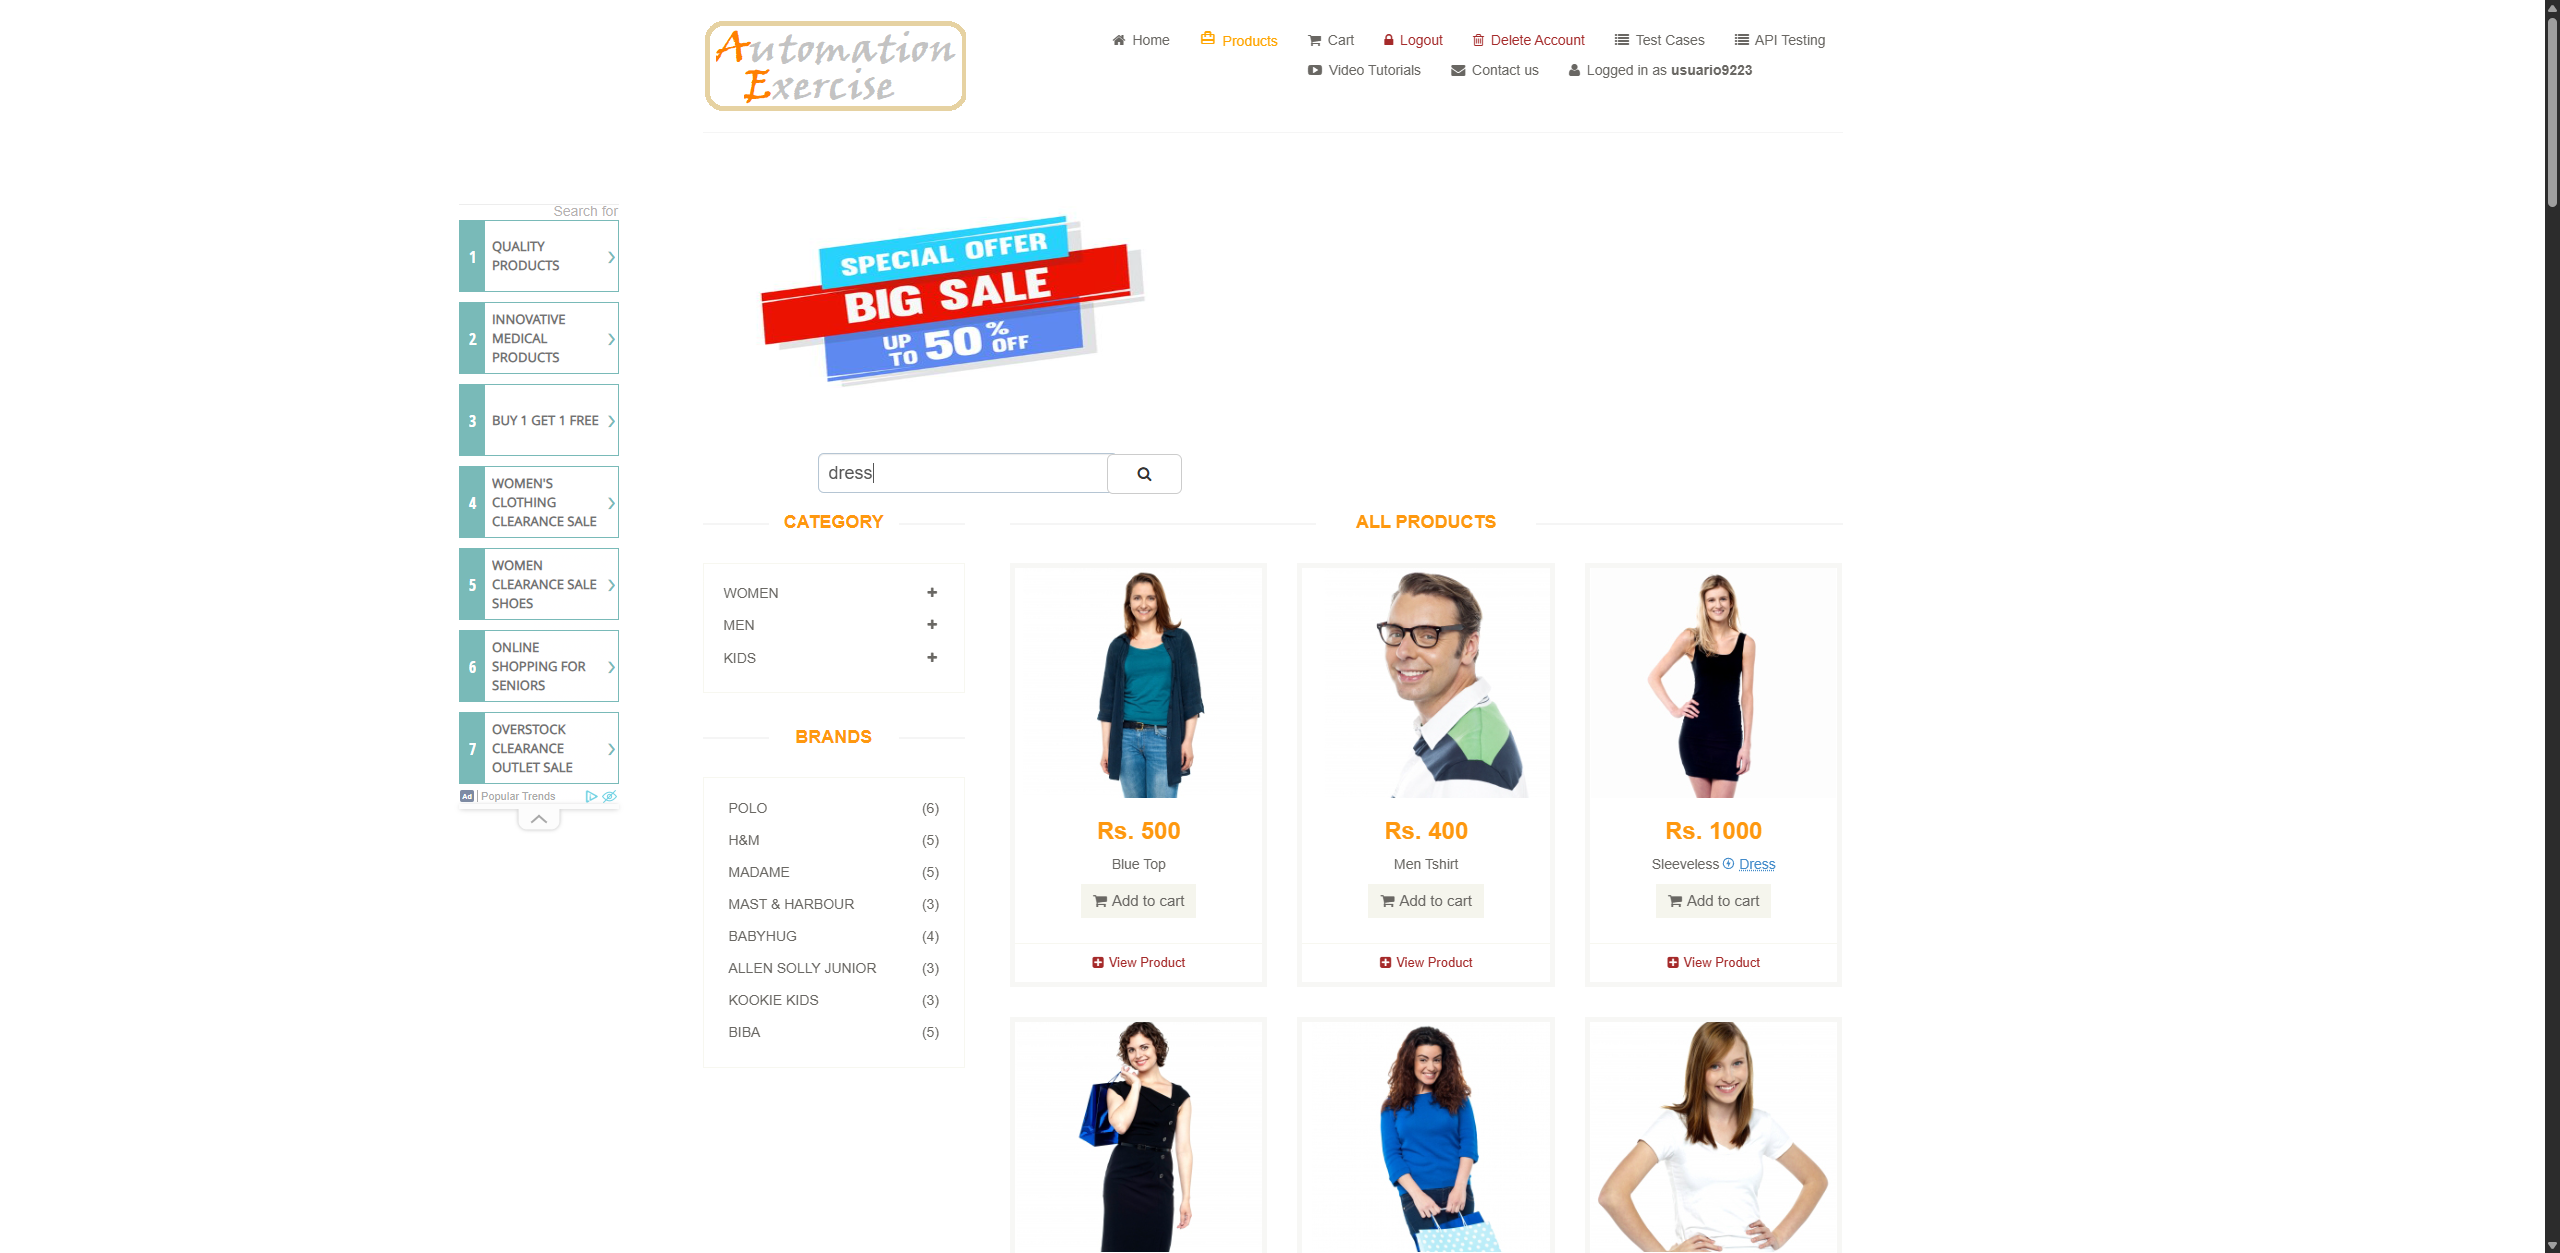 Automation
Exercise
Home
Products
Cart
Logout
Delete Account
Test Cases
API Testing
Video Tutorials
Contact us
Logged in as usuario9223
Search for
1
QUALITY
PRODUCTS
2
INNOVATIVE
MEDICAL
PRODUCTS
3
BUY 1 GET 1 FREE
4
WOMEN'S
CLOTHING
CLEARANCE SALE
5
WOMEN
CLEARANCE SALE
SHOES
6
ONLINE
SHOPPING FOR
SENIORS
7
OVERSTOCK
CLEARANCE
OUTLET SALE
Ad
Popular Trends
SPECIAL OFFER
BIG SALE
UP TO 50% OFF
dress
CATEGORY
WOMEN
MEN
KIDS
BRANDS
POLO (6)
H&M (5)
MADAME (5)
MAST & HARBOUR (3)
BABYHUG (4)
ALLEN SOLLY JUNIOR (3)
KOOKIE KIDS (3)
BIBA (5)
ALL PRODUCTS
Rs. 500
Blue Top
Add to cart
View Product
Rs. 400
Men Tshirt
Add to cart
View Product
Rs. 1000
Sleeveless Dress
Add to cart
View Product